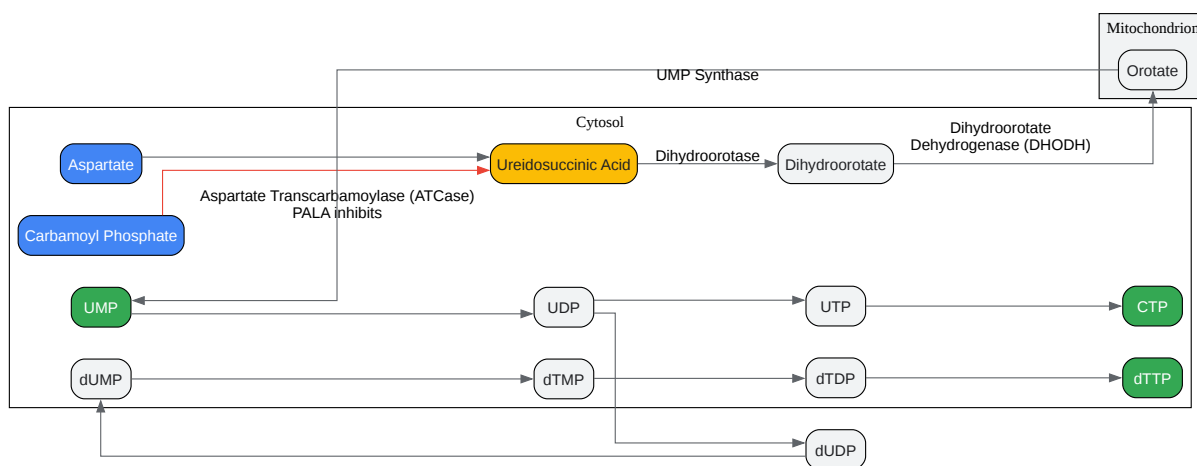 Mitochondrion
Orotate
UMP Synthase
Cytosol
Aspartate
Ureidosuccinic Acid
Dihydroorotase
Dihydroorotate
Dihydroorotate
Dehydrogenase (DHODH)
Aspartate Transcarbamoylase (ATCase)
PALA inhibits
Carbamoyl Phosphate
UMP
UDP
UTP
CTP
dUMP
dTMP
dTDP
dTTP
dUDP